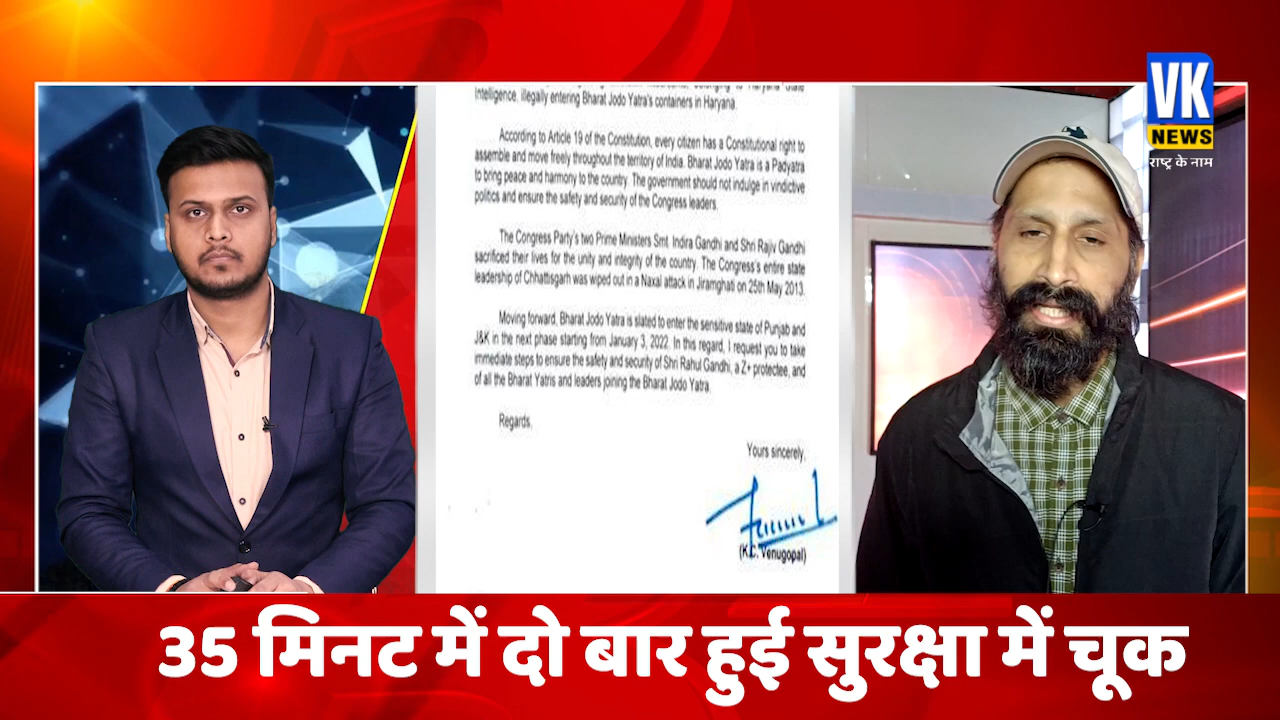 VK
NEWS
राष्ट्र के नाम
Intelligence, illegally entering Bharat Jodo Yatra's containers in Haryana.
According to Article 19 of the Constitution, every citizen has a Constitutional right to
assemble and move freely throughout the territory of India. Bharat Jodo Yatra is a Padyatra
to bring peace and harmony to the country. The government should not indulge in vindictive
politics and ensure the safety and security of the Congress leaders.
The Congress Party's two Prime Ministers Smt. Indira Gandhi and Shri Rajiv Gandhi
sacrificed their lives for the unity and integrity of the country. The Congress's entire state
leadership of Chhattisgarh was wiped out in a Naxal attack in Jiramghati on 25th May 2013.
Moving forward, Bharat Jodo Yatra is slated to enter the sensitive state of Punjab and
J&K in the next phase starting from January 3, 2022. In this regard, I request you to take
immediate steps to ensure the safety and security of Shri Rahul Gandhi, a Z+ protectee, and
of all the Bharat Yatris and leaders joining the Bharat Jodo Yatra.
Regards,
Yours sincerely,
(K.C. Venugopal)
35 मिनट में दो बार हुई सुरक्षा में चूक